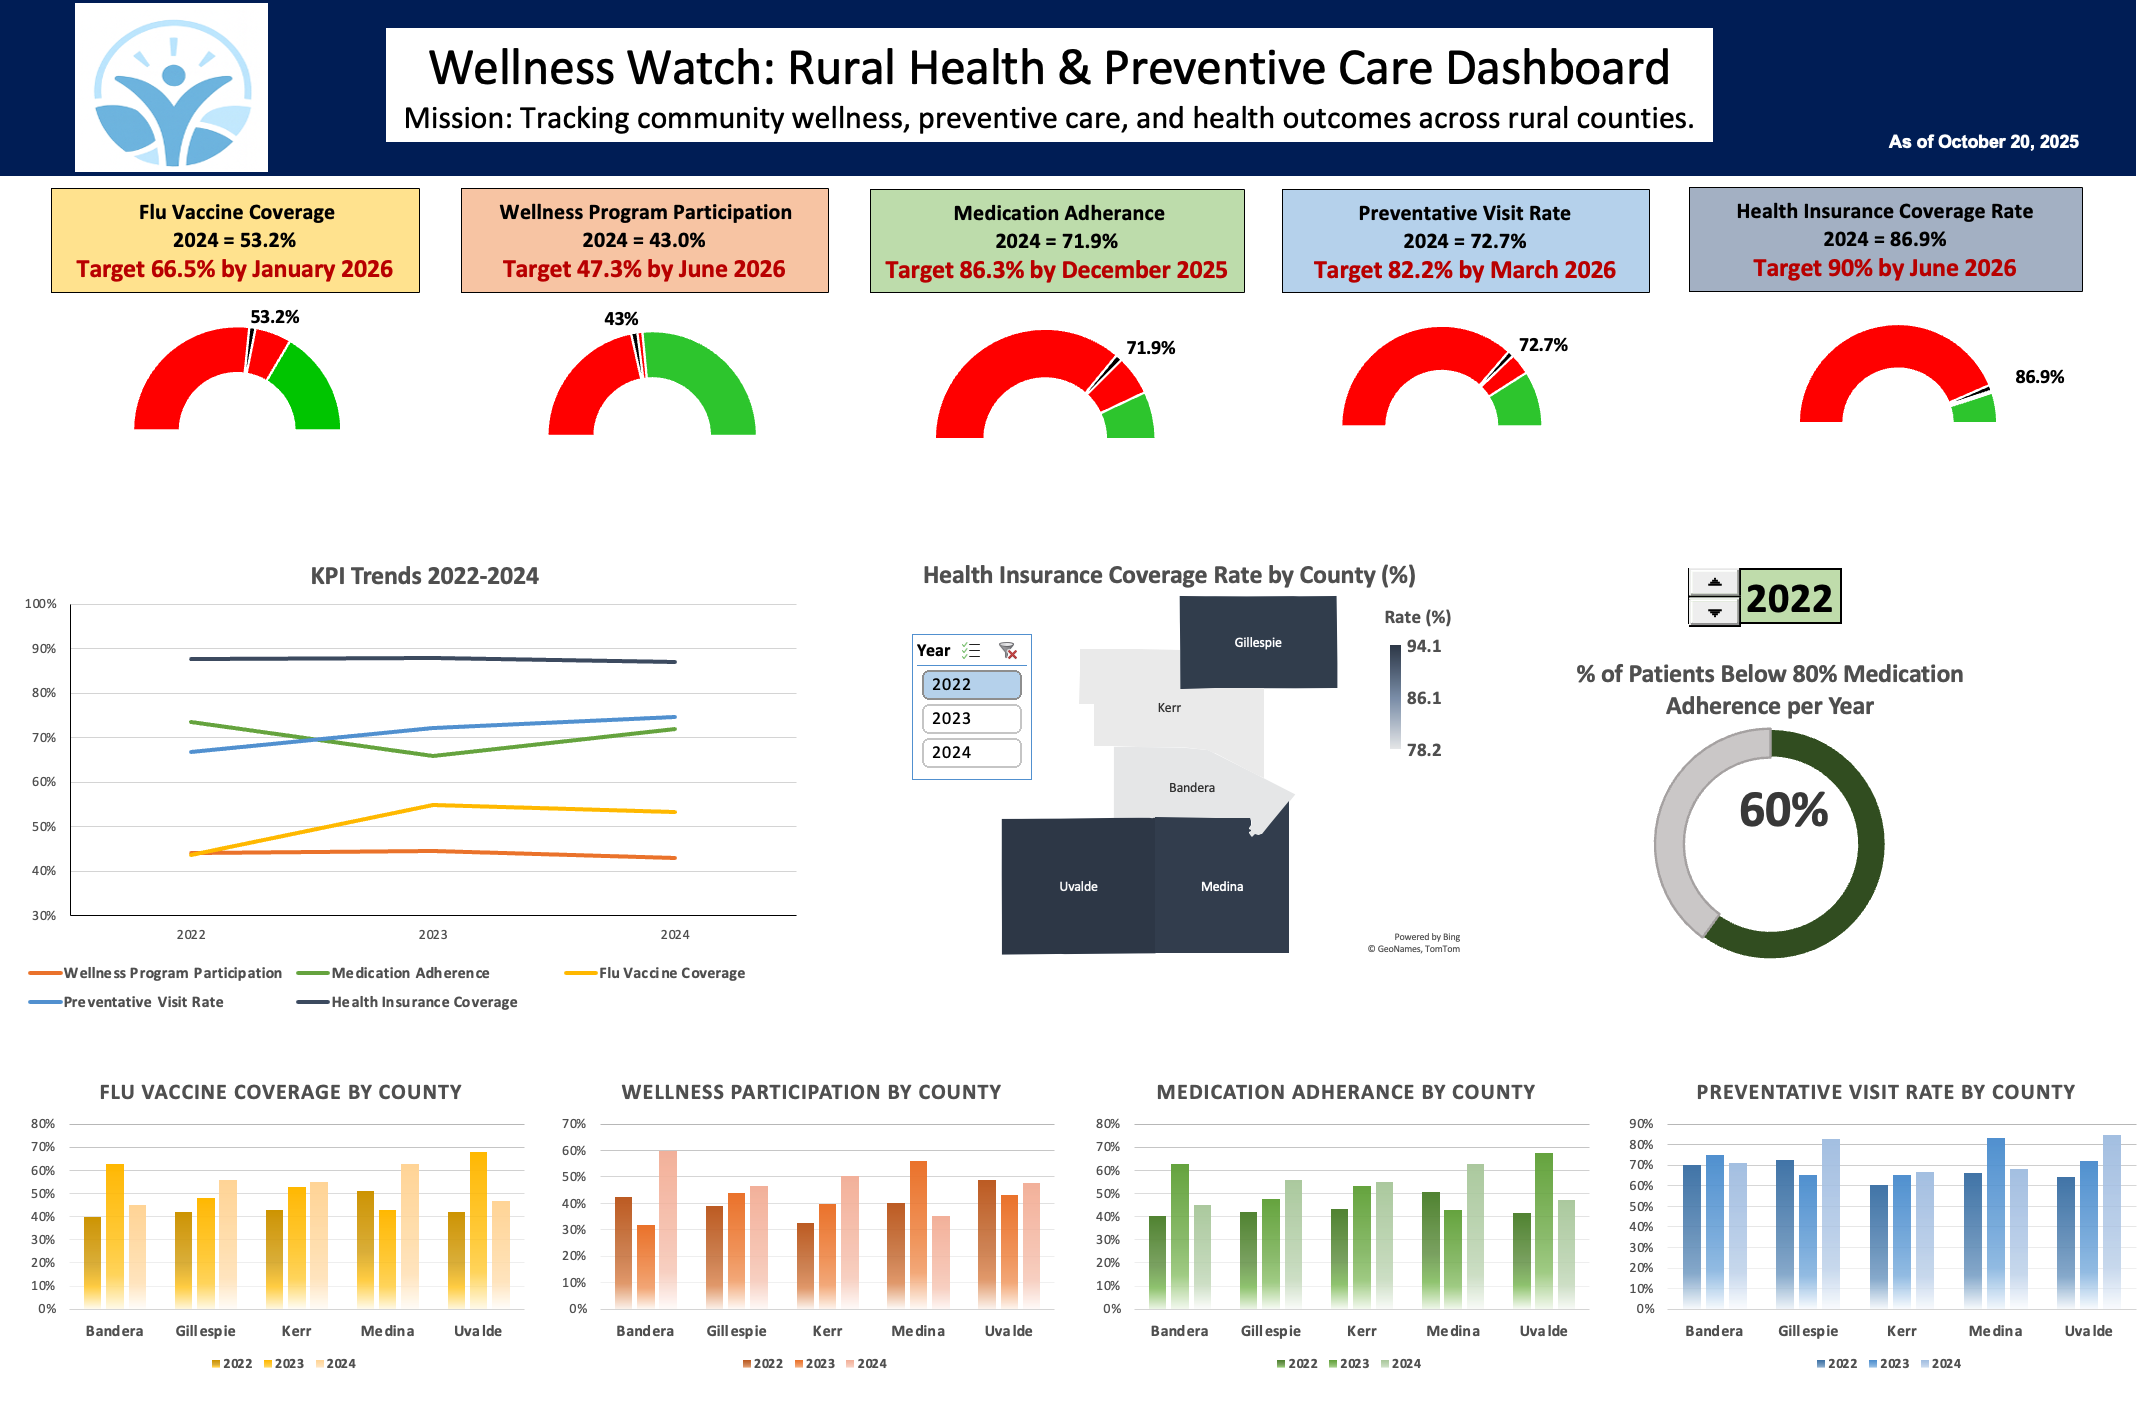 Wellness Watch: Rural Health & Preventive Care Dashboard
Mission: Tracking community wellness, preventive care, and health outcomes across rural counties.
As of October 20, 2025
Flu Vaccine Coverage
2024 = 53.2%
Target 66.5% by January 2026
Wellness Program Participation
2024 = 43.0%
Target 47.3% by June 2026
Medication Adherance
2024 = 71.9%
Target 86.3% by December 2025
Preventative Visit Rate
2024 = 72.7%
Target 82.2% by March 2026
Health Insurance Coverage Rate
2024 = 86.9%
Target 90% by June 2026
53.2%
43%
71.9%
72.7%
86.9%
KPI Trends 2022-2024
100%
90%
80%
70%
60%
50%
40%
30%
2022 2023 2024
Wellness Program Participation Medication Adherence Flu Vaccine Coverage
Preventative Visit Rate Health Insurance Coverage
Health Insurance Coverage Rate by County (%)
Year
2022
2023
2024
Gillespie
Kerr
Bandera
Uvalde
Medina
Rate (%)
94.1
86.1
78.2
Powered by Bing
© GeoNames, TomTom
2022
% of Patients Below 80% Medication
Adherence per Year
60%
FLU VACCINE COVERAGE BY COUNTY
80%
70%
60%
50%
40%
30%
20%
10%
0%
Bandera Gillespie Kerr Medina Uvalde
2022 2023 2024
WELLNESS PARTICIPATION BY COUNTY
70%
60%
50%
40%
30%
20%
10%
0%
Bandera Gillespie Kerr Medina Uvalde
2022 2023 2024
MEDICATION ADHERANCE BY COUNTY
80%
70%
60%
50%
40%
30%
20%
10%
0%
Bandera Gillespie Kerr Medina Uvalde
2022 2023 2024
PREVENTATIVE VISIT RATE BY COUNTY
90%
80%
70%
60%
50%
40%
30%
20%
10%
0%
Bandera Gillespie Kerr Medina Uvalde
2022 2023 2024